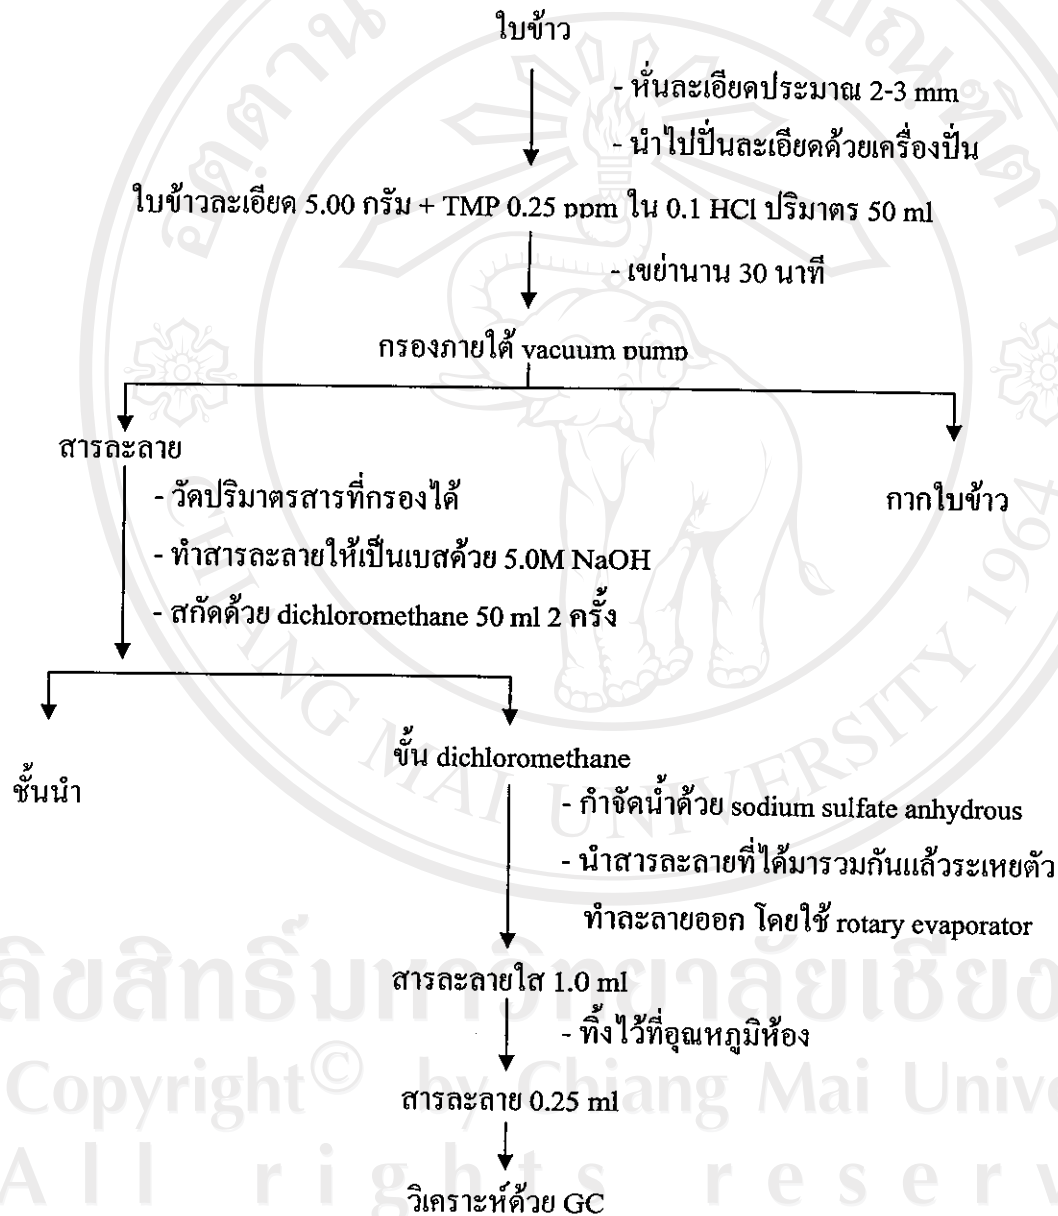 ใบข้าว
- หั่นละเอียดประมาณ 2-3 mm
- นำไปปั่นละเอียดด้วยเครื่องปั่น
ใบข้าวละเอียด 5.00 กรัม + TMP 0.25 ppm ใน 0.1 HCl ปริมาตร 50 ml
- เขย่านาน 30 นาที
กรองภายใต้ vacuum pump
สารละลาย
- วัดปริมาตรสารที่กรองได้
กากใบข้าว
- ทำสารละลายให้เป็นเบสด้วย 5.0M NaOH
- สกัดด้วย dichloromethane 50 ml 2 ครั้ง
ชั้นนำ
ขั้น dichloromethane
- กำจัดน้ำด้วย sodium sulfate anhydrous
- นำสารละลายที่ได้มารวมกันแล้วระเหยตัว
ทำละลายออก โดยใช้ rotary evaporator
สารละลายใส 1.0 ml
- ทิ้งไว้ที่อุณหภูมิห้อง
สารละลาย 0.25 ml
วิเคราะห์ด้วย GC
CHIANG MAI UNIVERSITY 1964
ลิขสิทธิ์มหาวิทยาลัยเชียง
Copyright© by Chiang Mai Unive
All rights reserv